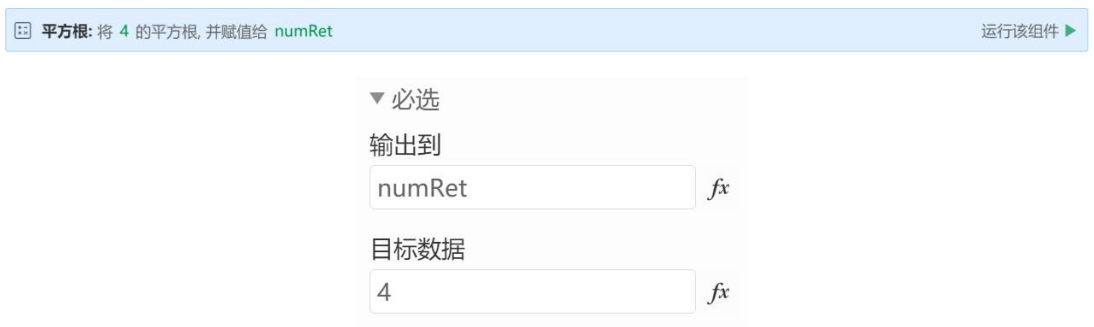 平方根: 将 4 的平方根, 并赋值给 numRet 运行该组件
必选
输出到
numRet fx
目标数据
4 fx